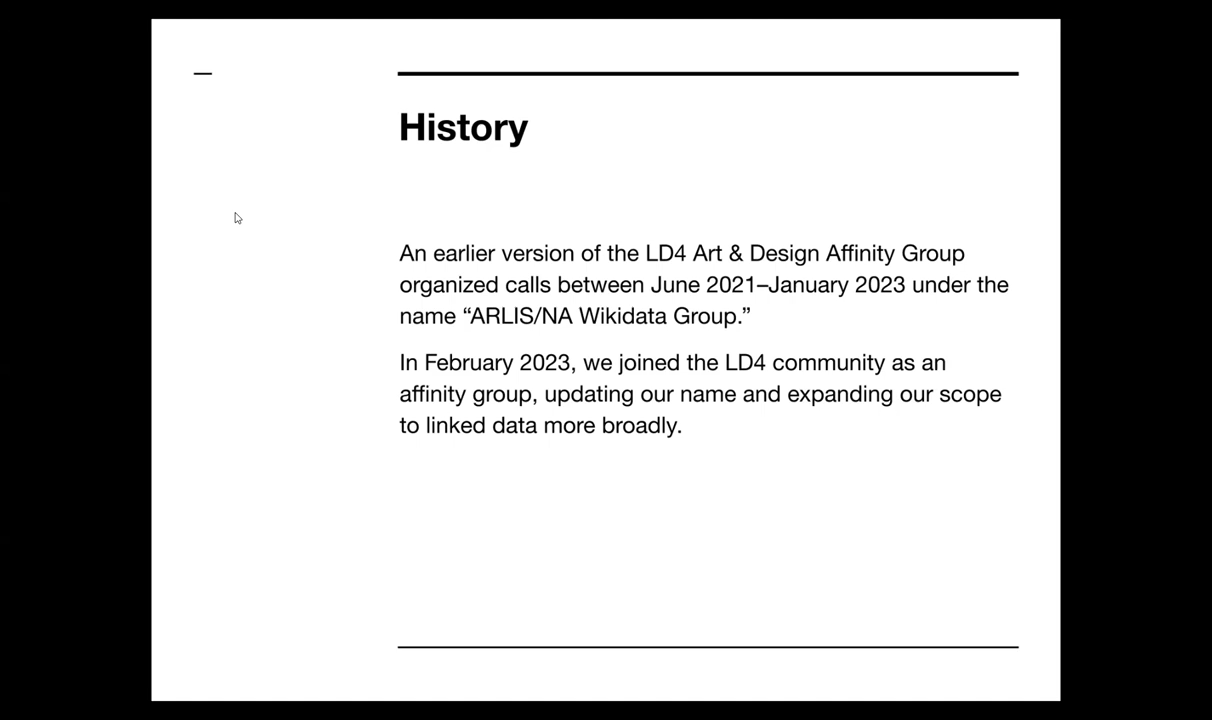 History
An earlier version of the LD4 Art & Design Affinity Group
organized calls between June 2021–January 2023 under the
name “ARLIS/NA Wikidata Group.”
In February 2023, we joined the LD4 community as an
affinity group, updating our name and expanding our scope
to linked data more broadly.